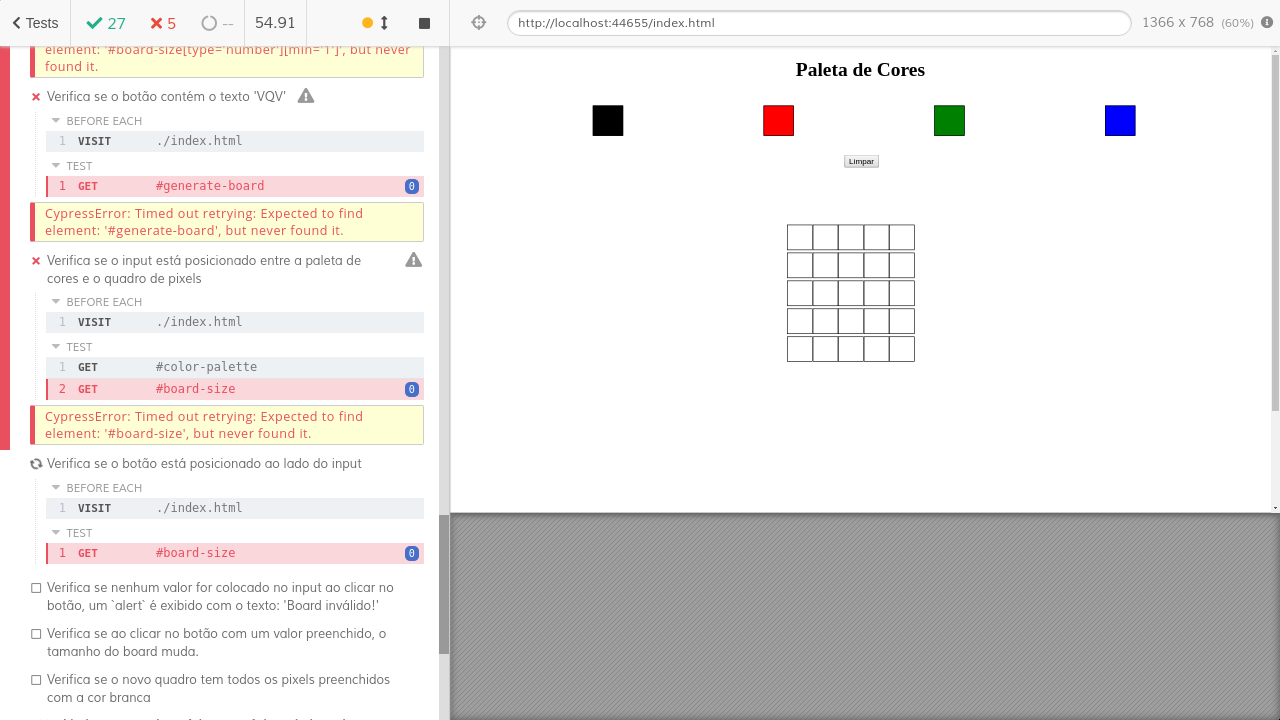 Tests 27 5 -- 54.91 http://localhost:44655/index.html 1366 x 768 (60%)
element: '#board-size[type='number'][min='1']', but never
found it.
Verifica se o botão contém o texto 'VQV'
BEFORE EACH
1 VISIT ./index.html
TEST
1 GET #generate-board 0
CypressError: Timed out retrying: Expected to find
element: '#generate-board', but never found it.
Verifica se o input está posicionado entre a paleta de
cores e o quadro de pixels
BEFORE EACH
1 VISIT ./index.html
TEST
1 GET #color-palette
2 GET #board-size 0
CypressError: Timed out retrying: Expected to find
element: '#board-size', but never found it.
Verifica se o botão está posicionado ao lado do input
BEFORE EACH
1 VISIT ./index.html
TEST
1 GET #board-size 0
Verifica se nenhum valor for colocado no input ao clicar no
botão, um `alert` é exibido com o texto: 'Board inválido!'
Verifica se ao clicar no botão com um valor preenchido, o
tamanho do board muda.
Verifica se o novo quadro tem todos os pixels preenchidos
com a cor branca
Paleta de Cores
Limpar